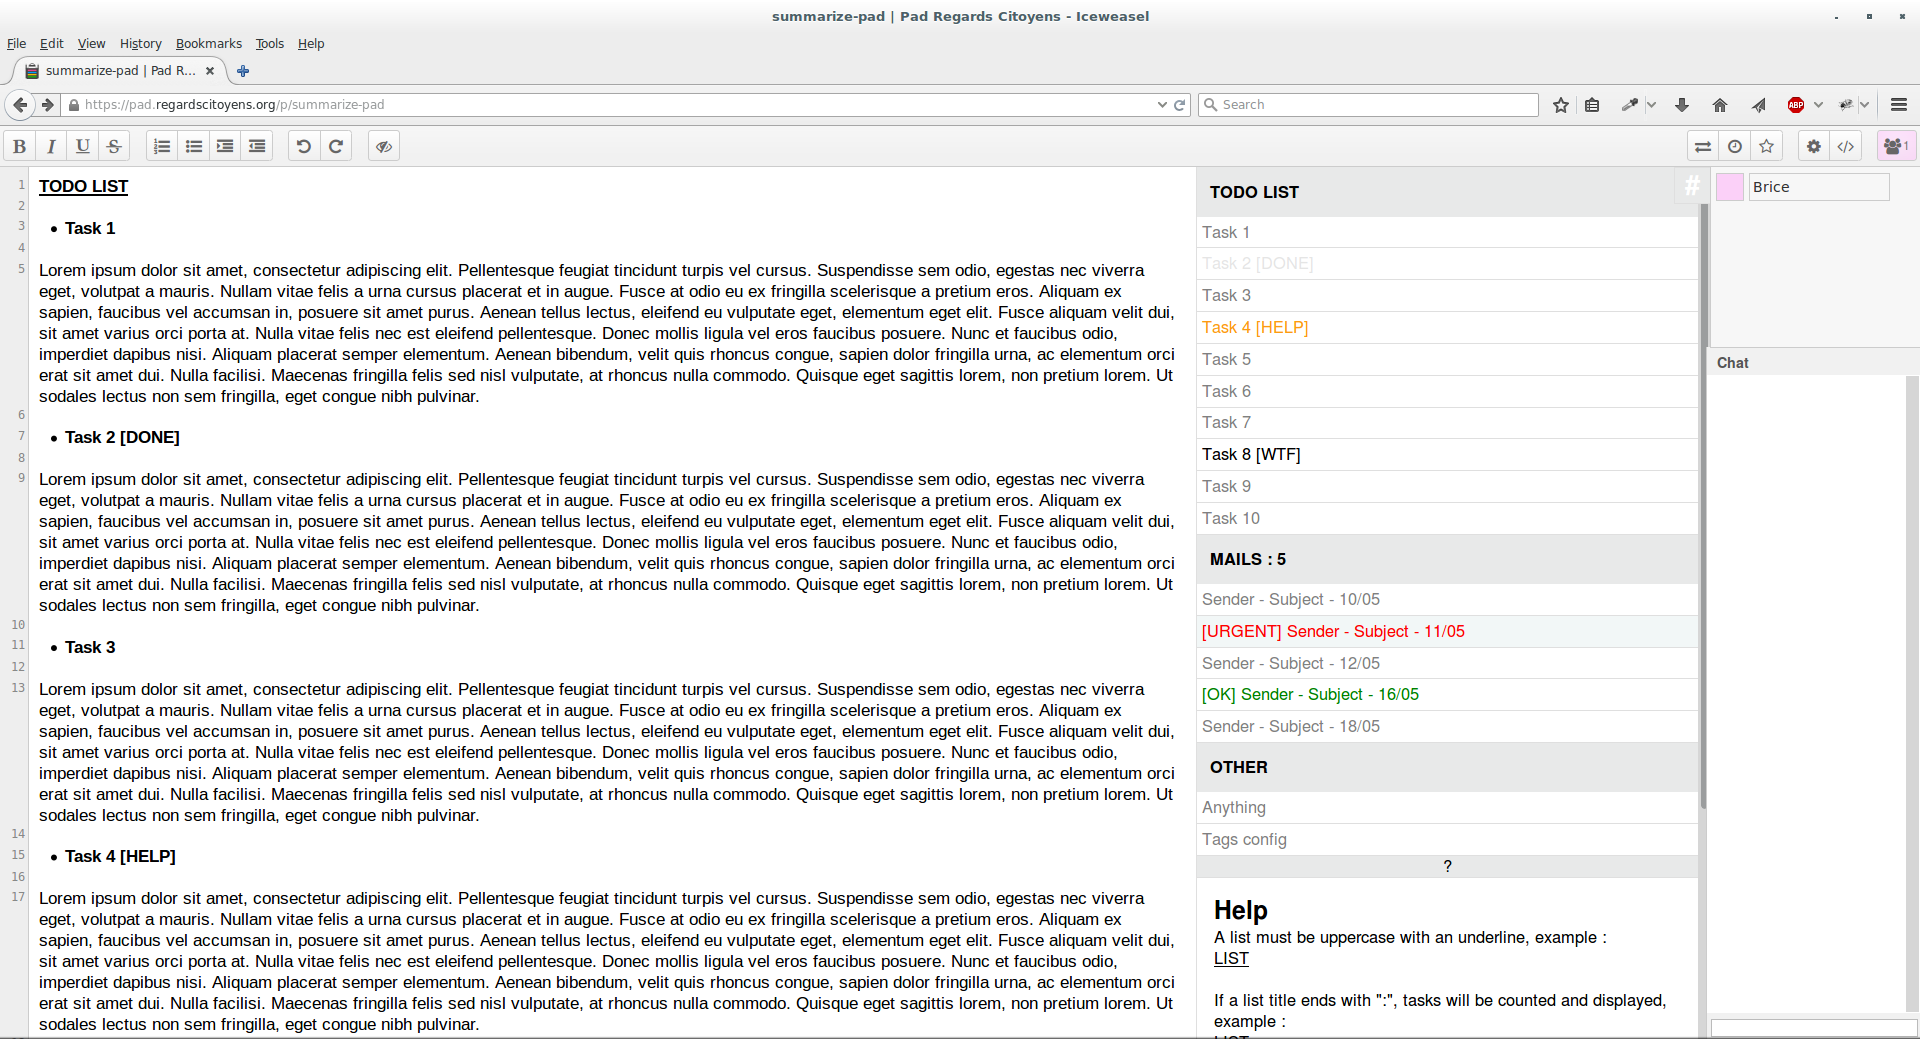 summarize-pad | Pad Regards Citoyens - Iceweasel
File Edit View History Bookmarks Tools Help
summarize-pad | Pad R...
https://pad.regardscitoyens.org/p/summarize-pad
Search
ABP
B I U S
1
1 TODO LIST
2
3 • Task 1
4
5 Lorem ipsum dolor sit amet, consectetur adipiscing elit. Pellentesque feugiat tincidunt turpis vel cursus. Suspendisse sem odio, egestas nec viverra
eget, volutpat a mauris. Nullam vitae felis a urna cursus placerat et in augue. Fusce at odio eu ex fringilla scelerisque a pretium eros. Aliquam ex
sapien, faucibus vel accumsan in, posuere sit amet purus. Aenean tellus lectus, eleifend eu vulputate eget, elementum eget elit. Fusce aliquam velit dui,
sit amet varius orci porta at. Nulla vitae felis nec est eleifend pellentesque. Donec mollis ligula vel eros faucibus posuere. Nunc et faucibus odio,
imperdiet dapibus nisi. Aliquam placerat semper elementum. Aenean bibendum, velit quis rhoncus congue, sapien dolor fringilla urna, ac elementum orci
erat sit amet dui. Nulla facilisi. Maecenas fringilla felis sed nisl vulputate, at rhoncus nulla commodo. Quisque eget sagittis lorem, non pretium lorem. Ut
sodales lectus non sem fringilla, eget congue nibh pulvinar.
6
7 • Task 2 [DONE]
8
9 Lorem ipsum dolor sit amet, consectetur adipiscing elit. Pellentesque feugiat tincidunt turpis vel cursus. Suspendisse sem odio, egestas nec viverra
eget, volutpat a mauris. Nullam vitae felis a urna cursus placerat et in augue. Fusce at odio eu ex fringilla scelerisque a pretium eros. Aliquam ex
sapien, faucibus vel accumsan in, posuere sit amet purus. Aenean tellus lectus, eleifend eu vulputate eget, elementum eget elit. Fusce aliquam velit dui,
sit amet varius orci porta at. Nulla vitae felis nec est eleifend pellentesque. Donec mollis ligula vel eros faucibus posuere. Nunc et faucibus odio,
imperdiet dapibus nisi. Aliquam placerat semper elementum. Aenean bibendum, velit quis rhoncus congue, sapien dolor fringilla urna, ac elementum orci
erat sit amet dui. Nulla facilisi. Maecenas fringilla felis sed nisl vulputate, at rhoncus nulla commodo. Quisque eget sagittis lorem, non pretium lorem. Ut
sodales lectus non sem fringilla, eget congue nibh pulvinar.
10
11 • Task 3
12
13 Lorem ipsum dolor sit amet, consectetur adipiscing elit. Pellentesque feugiat tincidunt turpis vel cursus. Suspendisse sem odio, egestas nec viverra
eget, volutpat a mauris. Nullam vitae felis a urna cursus placerat et in augue. Fusce at odio eu ex fringilla scelerisque a pretium eros. Aliquam ex
sapien, faucibus vel accumsan in, posuere sit amet purus. Aenean tellus lectus, eleifend eu vulputate eget, elementum eget elit. Fusce aliquam velit dui,
sit amet varius orci porta at. Nulla vitae felis nec est eleifend pellentesque. Donec mollis ligula vel eros faucibus posuere. Nunc et faucibus odio,
imperdiet dapibus nisi. Aliquam placerat semper elementum. Aenean bibendum, velit quis rhoncus congue, sapien dolor fringilla urna, ac elementum orci
erat sit amet dui. Nulla facilisi. Maecenas fringilla felis sed nisl vulputate, at rhoncus nulla commodo. Quisque eget sagittis lorem, non pretium lorem. Ut
sodales lectus non sem fringilla, eget congue nibh pulvinar.
14
15 • Task 4 [HELP]
16
17 Lorem ipsum dolor sit amet, consectetur adipiscing elit. Pellentesque feugiat tincidunt turpis vel cursus. Suspendisse sem odio, egestas nec viverra
eget, volutpat a mauris. Nullam vitae felis a urna cursus placerat et in augue. Fusce at odio eu ex fringilla scelerisque a pretium eros. Aliquam ex
sapien, faucibus vel accumsan in, posuere sit amet purus. Aenean tellus lectus, eleifend eu vulputate eget, elementum eget elit. Fusce aliquam velit dui,
sit amet varius orci porta at. Nulla vitae felis nec est eleifend pellentesque. Donec mollis ligula vel eros faucibus posuere. Nunc et faucibus odio,
imperdiet dapibus nisi. Aliquam placerat semper elementum. Aenean bibendum, velit quis rhoncus congue, sapien dolor fringilla urna, ac elementum orci
erat sit amet dui. Nulla facilisi. Maecenas fringilla felis sed nisl vulputate, at rhoncus nulla commodo. Quisque eget sagittis lorem, non pretium lorem. Ut
sodales lectus non sem fringilla, eget congue nibh pulvinar.
TODO LIST
#
Task 1
Task 2 [DONE]
Task 3
Task 4 [HELP]
Task 5
Task 6
Task 7
Task 8 [WTF]
Task 9
Task 10
MAILS : 5
Sender - Subject - 10/05
[URGENT] Sender - Subject - 11/05
Sender - Subject - 12/05
[OK] Sender - Subject - 16/05
Sender - Subject - 18/05
OTHER
Anything
Tags config
?
Help
A list must be uppercase with an underline, example :
LIST
If a list title ends with ":", tasks will be counted and displayed,
example :
Brice
Chat